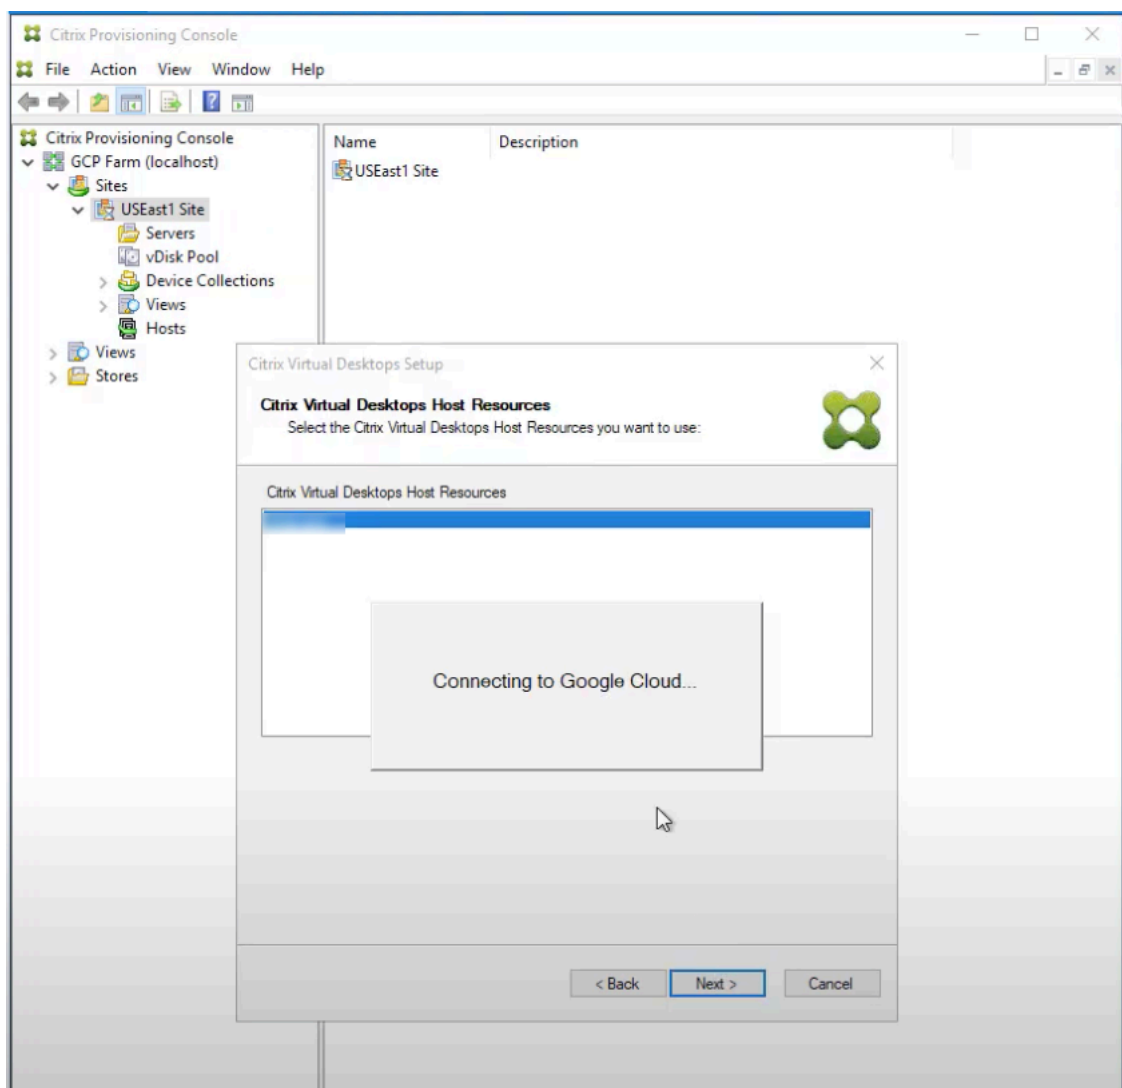 Citrix Provisioning Console
File Action View Window Help
Citrix Provisioning Console
GCP Farm (localhost)
Sites
USEast1 Site
Servers
vDisk Pool
Device Collections
Views
Hosts
Views
Stores
Name Description
USEast1 Site
Citrix Virtual Desktops Setup
Citrix Virtual Desktops Host Resources
Select the Citrix Virtual Desktops Host Resources you want to use:
Citrix Virtual Desktops Host Resources
Connecting to Google Cloud...
< Back Next > Cancel